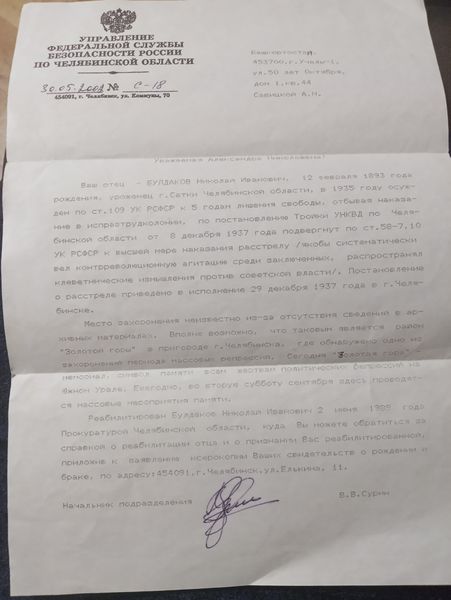 УПРАВЛЕНИЕ
ФЕДЕРАЛЬНОЙ СЛУЖБЫ
БЕЗОПАСНОСТИ РОССИИ
ПО ЧЕЛЯБИНСКОЙ ОБЛАСТИ
30.05.2002 № С-18
454091, г. Челябинск, ул. Коммуны, 70
Башкортостан,
453700,г.Учалы-1,
ул.50 лет Октября,
дом 1,кв.44
Савицкой А.Н.
Уважаемая Александра Николаевна!
Ваш отец - БУЛДАКОВ Николай Иванович, 12 февраля 1893 года
рождения, уроженец г.Сатки Челябинской области, в 1935 году осуж-
ден по ст.109 УК РСФСР к 5 годам лишения свободы, отбывая наказа-
ние в исправтрудколонии, по постановлению Тройки УНКВД по Челя-
бинской области от 8 декабря 1937 года подвергнут по ст.58-7,10
УК РСФСР к высшей мере наказания расстрелу /якобы систематически
вел контрреволюционную агитацию среди заключенных, распространял
клеветнические измышления против советской власти/. Постановление
о расстреле приведено в исполнение 29 декабря 1937 года в г.Челя-
бинске.
Место захоронения неизвестно из-за отсутствия сведений в ар-
хивных материалах. Вполне возможно, что таковым является район
"Золотой горы" в пригороде г.Челябинска, где обнаружено одно из
захоронений периода массовых репрессий. Сегодня "Золотая гора" -
мемориал, символ памяти всем жертвам политических репрессий на
Южном Урале. Ежегодно, во вторую субботу сентября здесь проводят-
ся массовые мероприятия памяти.
Реабилитирован Булдаков Николай Иванович 2 июня 1989 года
Прокуратурой Челябинской области, куда Вы можете обратиться за
справкой о реабилитации отца и о признании Вас реабилитированной,
приложив к заявлению ксерокопии Ваших свидетельств о рождении и
браке, по адресу:454091,г.Челябинск,ул.Елькина, 11.
Начальник подразделения В.В.Сурин